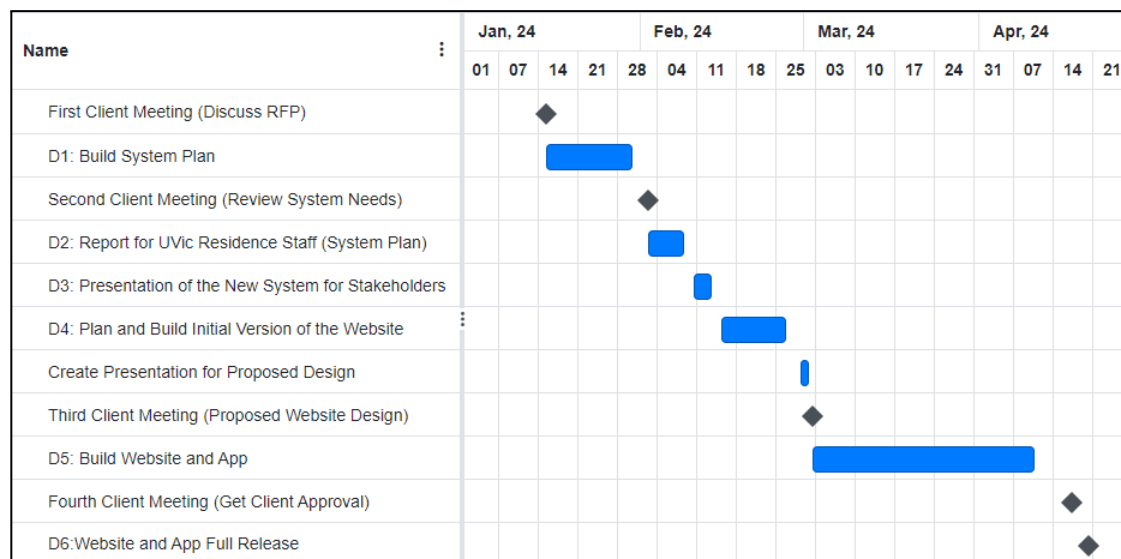 Name
Jan, 24 Feb, 24 Mar, 24 Apr, 24
01 07 14 21 28 04 11 18 25 03 10 17 24 31 07 14 21
First Client Meeting (Discuss RFP)
D1: Build System Plan
Second Client Meeting (Review System Needs)
D2: Report for UVic Residence Staff (System Plan)
D3: Presentation of the New System for Stakeholders
D4: Plan and Build Initial Version of the Website
Create Presentation for Proposed Design
Third Client Meeting (Proposed Website Design)
D5: Build Website and App
Fourth Client Meeting (Get Client Approval)
D6:Website and App Full Release